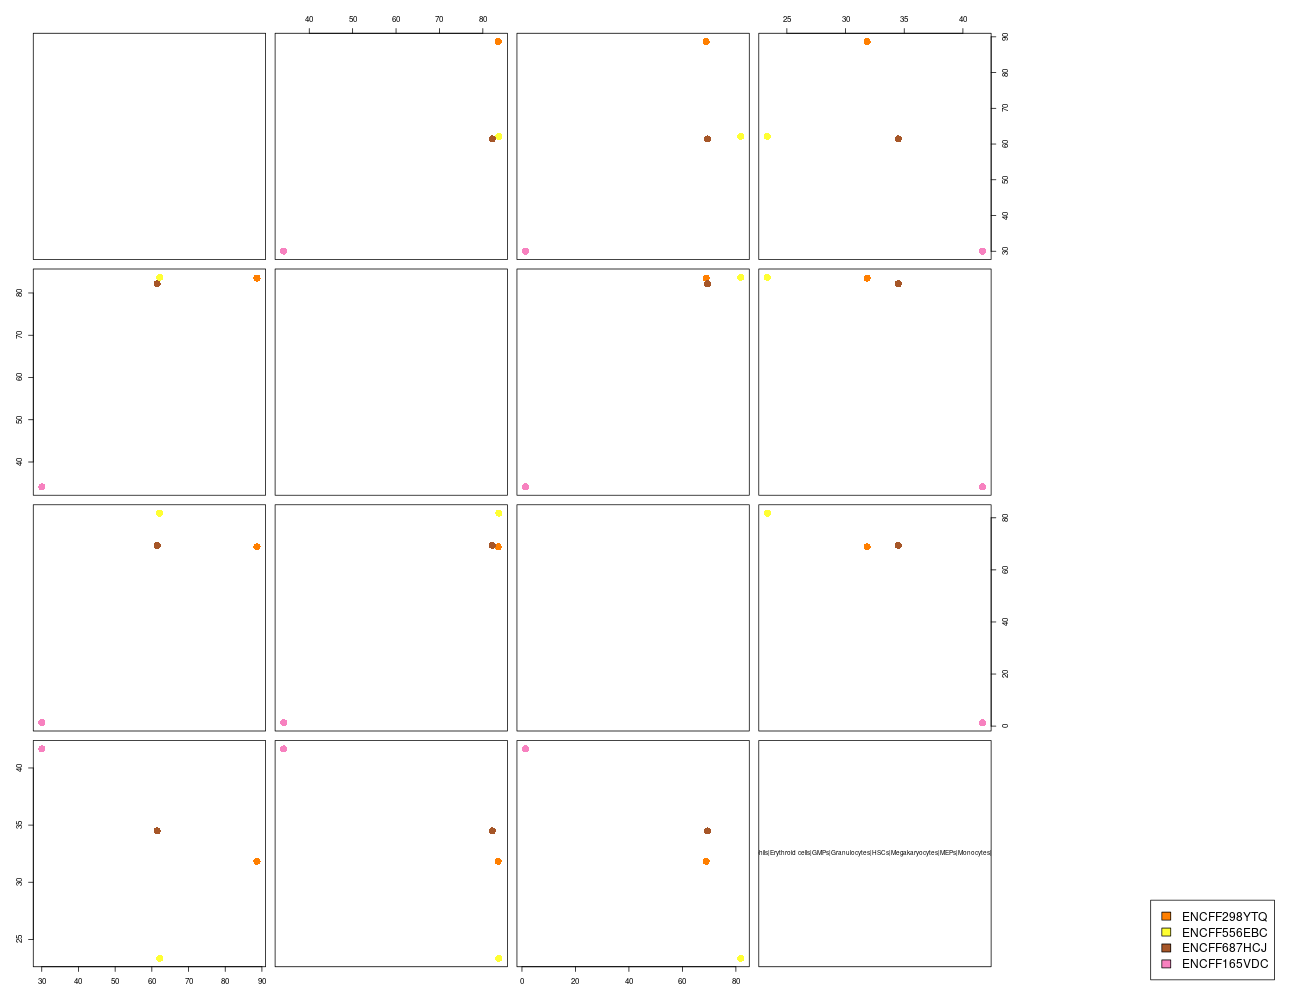 40 50 60 70 80
25 30 35 40
30 40 50 60 70 80 90
40 50 60 70 80
0 20 40 60 80
25 30 35 40
hils|Erythroid cells|GMPs|Granulocytes|HSCs|Megakaryocytes|MEPs|Monocytes|
30 40 50 60 70 80 90
0 20 40 60 80
ENCFF298YTQ
ENCFF556EBC
ENCFF687HCJ
ENCFF165VDC